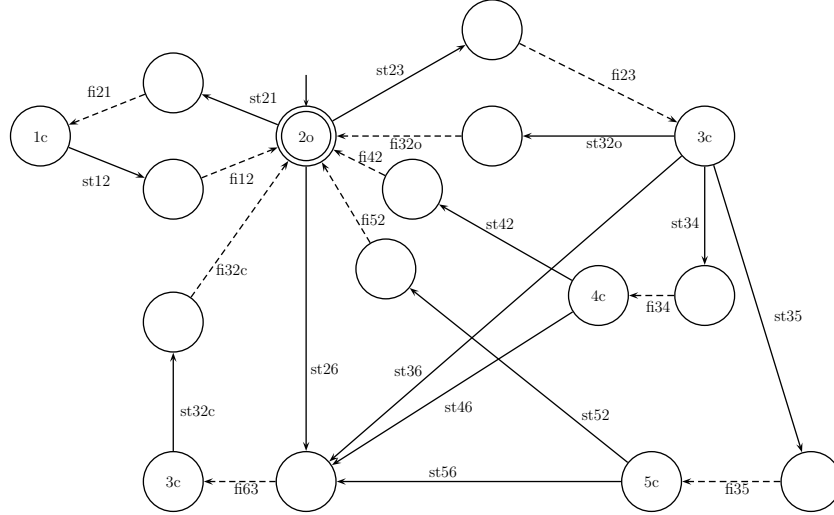 st23
fi23
st21
fi21
1c
2o
3c
fi32o
st32o
fi42
st12
fi12
fi52
st42
st34
fi32c
4c
fi34
st35
st26
st36
st46
st32c
st52
st56
3c
fi63
5c
fi35